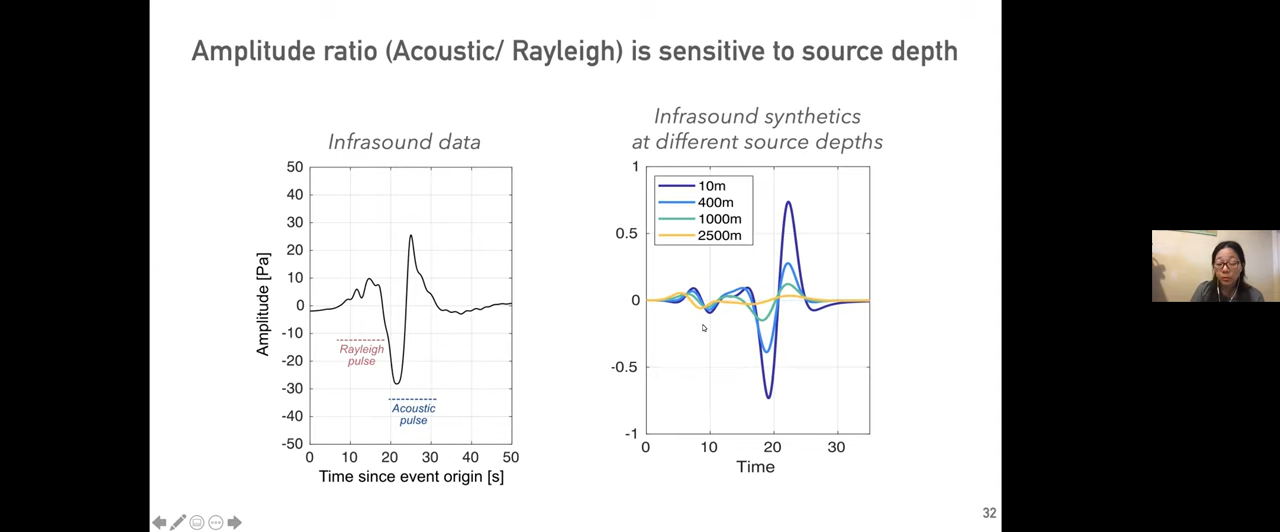 Amplitude ratio (Acoustic/ Rayleigh) is sensitive to source depth
Infrasound data
50
40
30
20
10
0
-10
-20
-30
-40
-50
Amplitude [Pa]
Rayleigh
pulse
Acoustic
pulse
0 10 20 30 40 50
Time since event origin [s]
Infrasound synthetics
at different source depths
1
0.5
0
-0.5
-1
10m
400m
1000m
2500m
0 10 20 30
Time
32